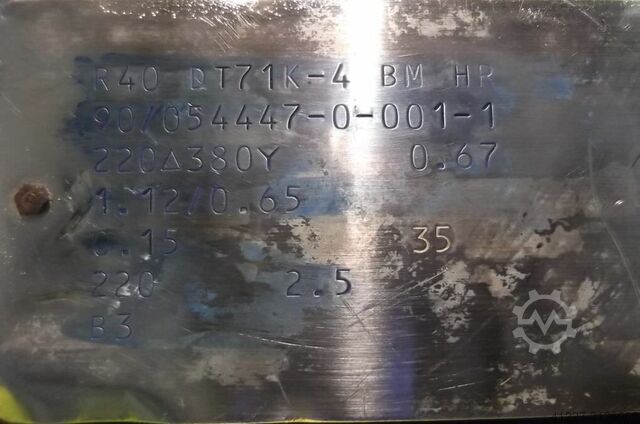 R40 DT71K-4 BM HR
90/054447-0-001-1
220Δ380Y 0.67
1.12/0.65
0.15 35
220 2.5
B3